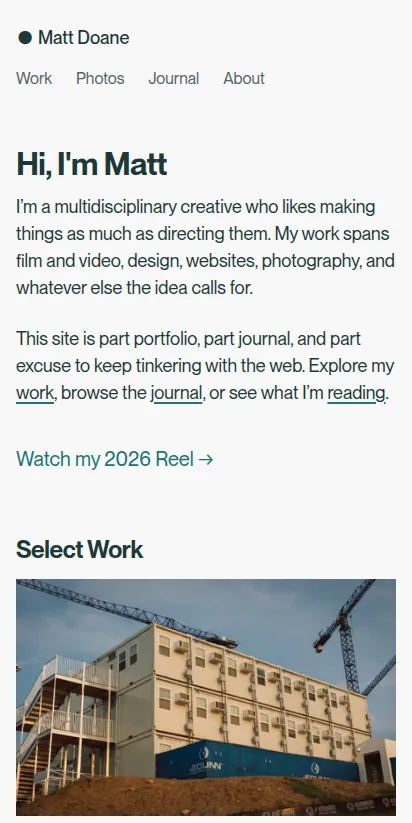 Matt Doane
Work Photos Journal About
Hi, I'm Matt
I’m a multidisciplinary creative who likes making
things as much as directing them. My work spans
film and video, design, websites, photography, and
whatever else the idea calls for.
This site is part portfolio, part journal, and part
excuse to keep tinkering with the web. Explore my
work, browse the journal, or see what I’m reading.
Watch my 2026 Reel →
Select Work